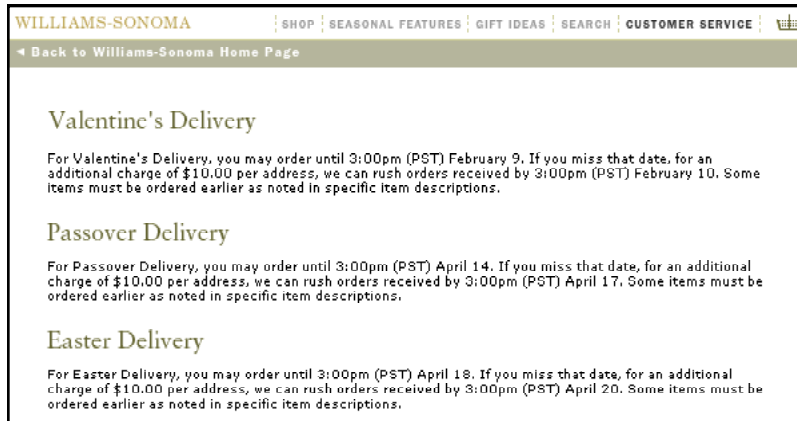 WILLIAMS-SONOMA SHOP SEASONAL FEATURES GIFT IDEAS SEARCH CUSTOMER SERVICE
◄ Back to Williams-Sonoma Home Page
Valentine's Delivery
For Valentine's Delivery, you may order until 3:00pm (PST) February 9. If you miss that date, for an
additional charge of $10.00 per address, we can rush orders received by 3:00pm (PST) February 10. Some
items must be ordered earlier as noted in specific item descriptions.
Passover Delivery
For Passover Delivery, you may order until 3:00pm (PST) April 14. If you miss that date, for an additional
charge of $10.00 per address, we can rush orders received by 3:00pm (PST) April 17. Some items must be
ordered earlier as noted in specific item descriptions.
Easter Delivery
For Easter Delivery, you may order until 3:00pm (PST) April 18. If you miss that date, for an additional
charge of $10.00 per address, we can rush orders received by 3:00pm (PST) April 20. Some items must be
ordered earlier as noted in specific item descriptions.